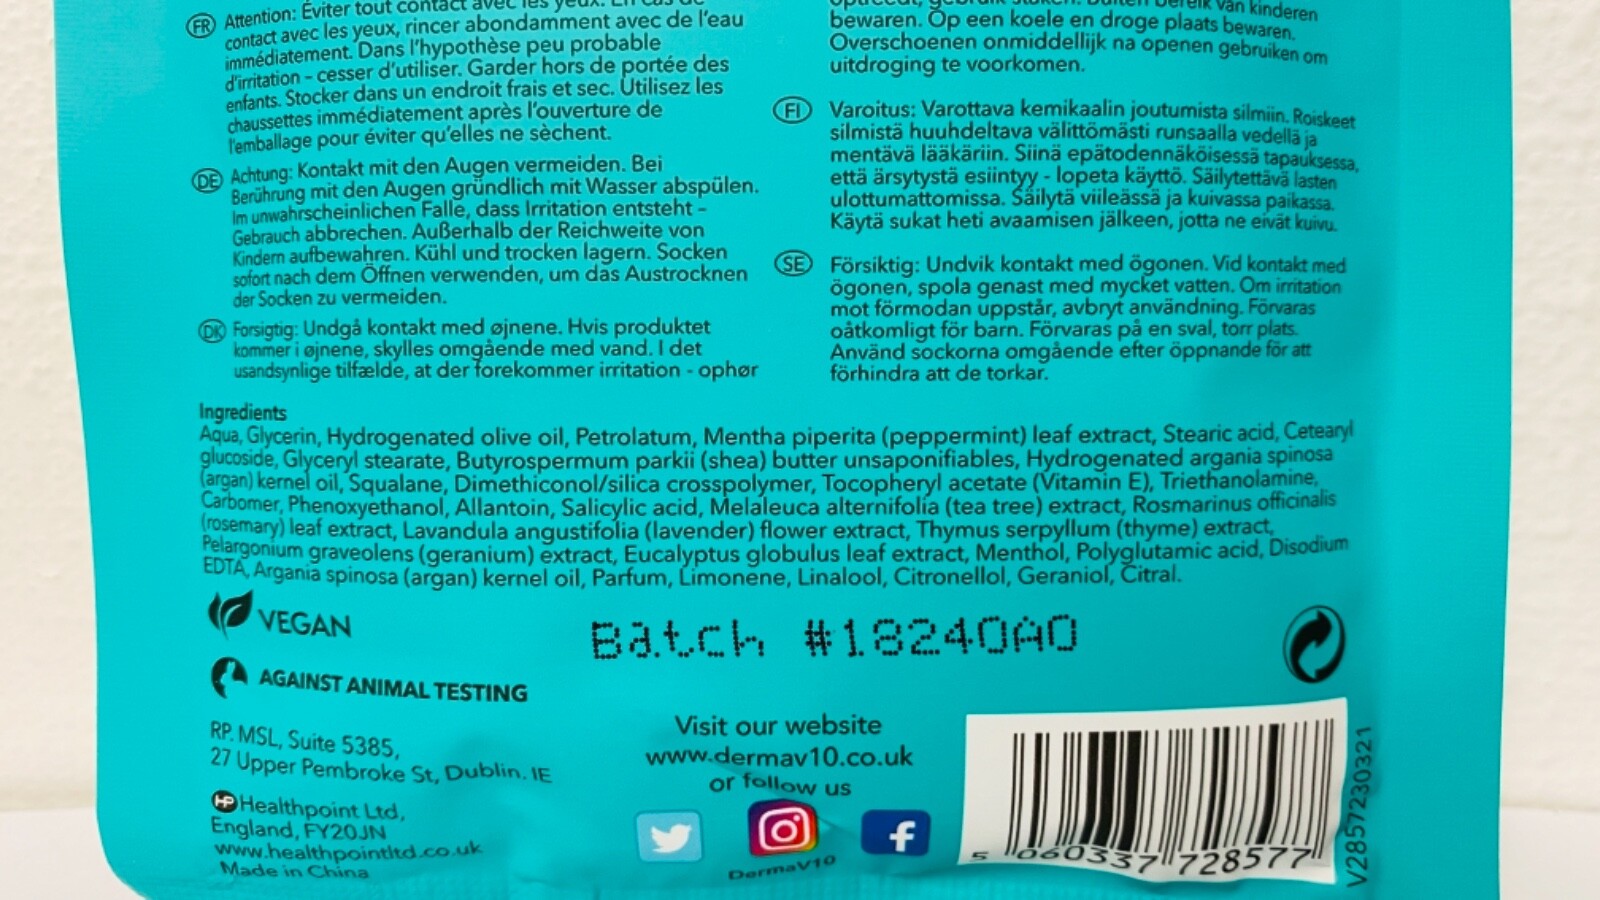 FR Attention: Éviter tout contact avec les yeux. En cas de
contact avec les yeux, rincer abondamment avec de l'eau
immédiatement. Dans l'hypothèse peu probable
d'irritation – cesser d'utiliser. Garder hors de portée des
enfants. Stocker dans un endroit frais et sec. Utilisez les
chaussettes immédiatement après l'ouverture de
l'emballage pour éviter qu'elles ne sèchent.
DE Achtung: Kontakt mit den Augen vermeiden. Bei
Berührung mit den Augen gründlich mit Wasser abspülen.
Im unwahrscheinlichen Falle, dass Irritation entsteht –
Gebrauch abbrechen. Außerhalb der Reichweite von
Kindern aufbewahren. Kühl und trocken lagern. Socken
sofort nach dem Öffnen verwenden, um das Austrocknen
der Socken zu vermeiden.
DK Forsigtig: Undgå kontakt med øjnene. Hvis produktet
kommer i øjnene, skylles omgående med vand. I det
usandsynlige tilfælde, at der forekommer irritation - ophør
van kinderen
bewaren. Op een koele en droge plaats bewaren.
Overschoenen onmiddellijk na openen gebruiken om
uitdroging te voorkomen.
FI Varoitus: Varottava kemikaalin joutumista silmiin. Roiskeet
silmistä huuhdeltava välittömästi runsaalla vedellä ja
mentävä lääkäriin. Siinä epätodennäköisessä tapauksessa,
että ärsytystä esiintyy - lopeta käyttö. Säilytettävä lasten
ulottumattomissa. Säilytä viileässä ja kuivassa paikassa.
Käytä sukat heti avaamisen jälkeen, jotta ne eivät kuivu.
SE Försiktig: Undvik kontakt med ögonen. Vid kontakt med
ögonen, spola genast med mycket vatten. Om irritation
mot förmodan uppstår, avbryt användning. Förvaras
oåtkomligt för barn. Förvaras på en sval, torr plats.
Använd sockorna omgående efter öppnande för att
förhindra att de torkar.
Ingredients
Aqua, Glycerin, Hydrogenated olive oil, Petrolatum, Mentha piperita (peppermint) leaf extract, Stearic acid, Cetearyl
glucoside, Glyceryl stearate, Butyrospermum parkii (shea) butter unsaponifiables, Hydrogenated argania spinosa
(argan) kernel oil, Squalane, Dimethiconol/silica crosspolymer, Tocopheryl acetate (Vitamin E), Triethanolamine,
Carbomer, Phenoxyethanol, Allantoin, Salicylic acid, Melaleuca alternifolia (tea tree) extract, Rosmarinus officinalis
(rosemary) leaf extract, Lavandula angustifolia (lavender) flower extract, Thymus serpyllum (thyme) extract,
Pelargonium graveolens (geranium) extract, Eucalyptus globulus leaf extract, Menthol, Polyglutamic acid, Disodium
EDTA, Argania spinosa (argan) kernel oil, Parfum, Limonene, Linalool, Citronellol, Geraniol, Citral.
VEGAN
Batch #18240A0
AGAINST ANIMAL TESTING
RP. MSL, Suite 5385,
27 Upper Pembroke St, Dublin. IE
HP Healthpoint Ltd,
England, FY20JN
www.healthpointltd.co.uk
Made in China
Visit our website
www.dermav10.co.uk
or follow us
DermaV10
5 060337 728577
V2857230321